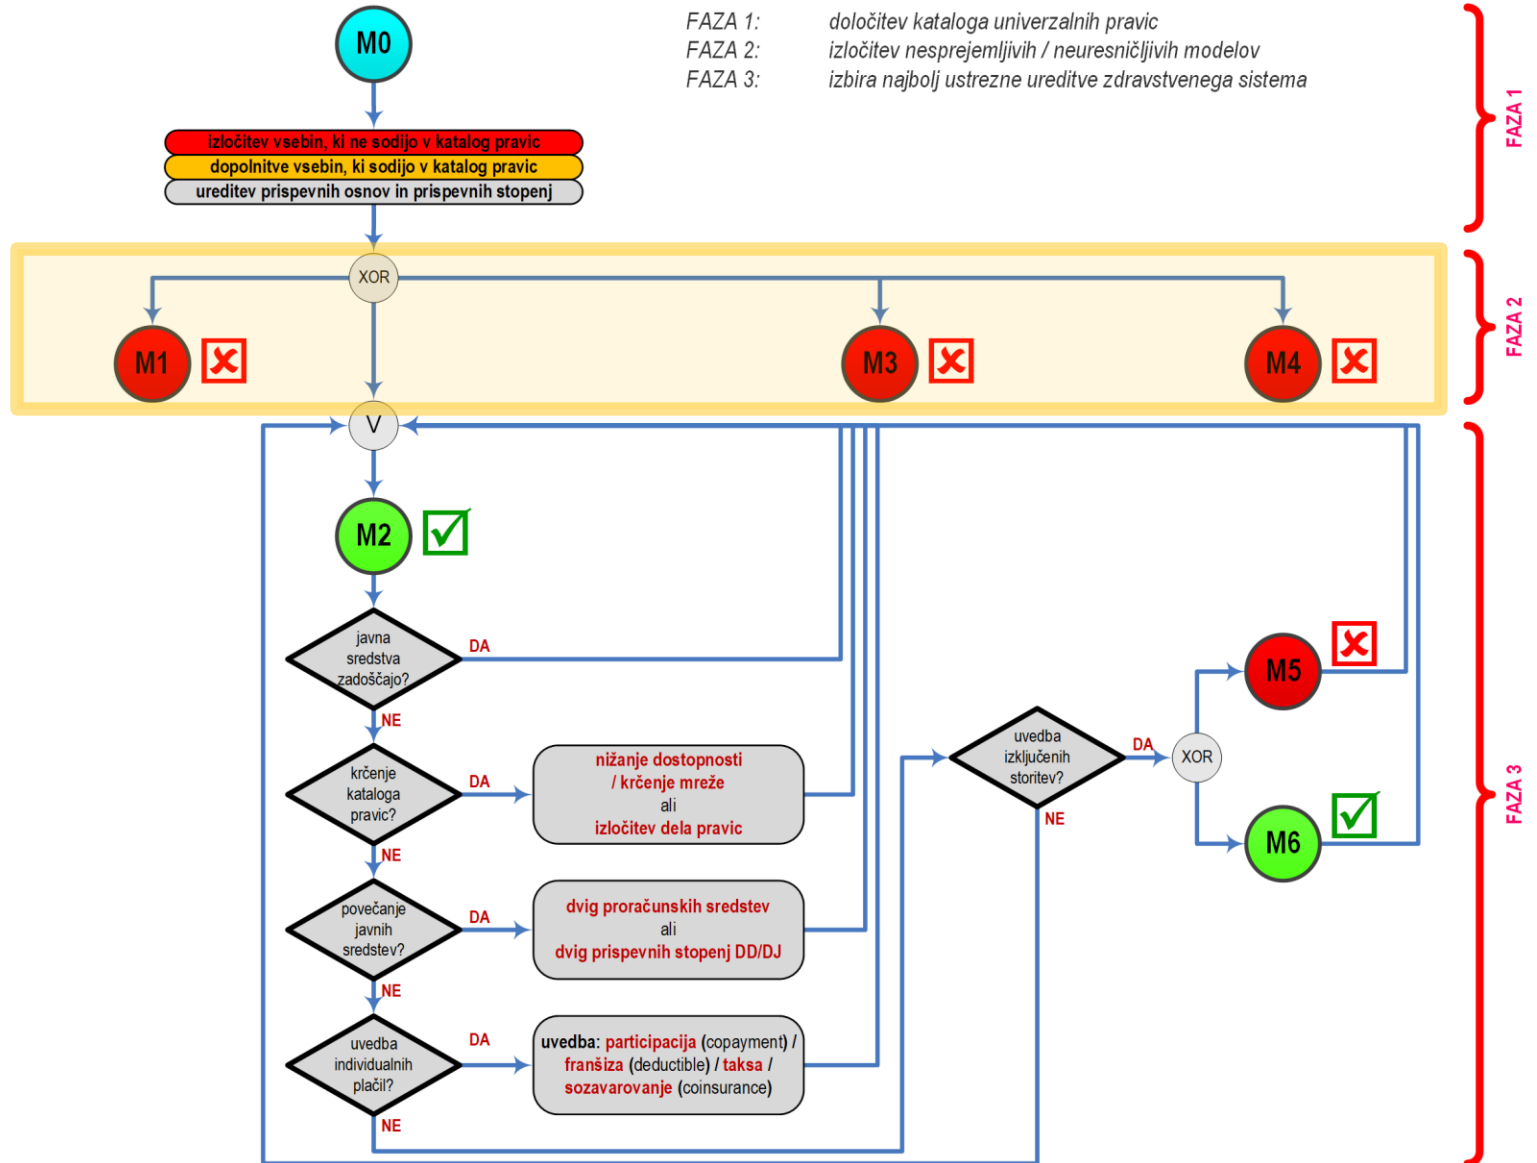 M0
FAZA 1: določitev kataloga univerzalnih pravic
FAZA 2: izločitev nesprejemljivih / neuresničljivih modelov
FAZA 3: izbira najbolj ustrezne ureditve zdravstvenega sistema
FAZA 1
izločitev vsebin, ki ne sodijo v katalog pravic
dopolnitve vsebin, ki sodijo v katalog pravic
ureditev prispevnih osnov in prispevnih stopenj
XOR
M1
M3
M4
FAZA 2
V
M2
javna
sredstva
zadoščajo?
DA
NE
krčenje
kataloga
pravic?
DA
nižanje dostopnosti
/ krčenje mreže
ali
izločitev dela pravic
NE
povečanje
javnih
sredstev?
DA
dvig proračunskih sredstev
ali
dvig prispevnih stopenj DD/DJ
NE
uvedba
individualnih
plačil?
DA
uvedba: participacija (copayment) /
franšiza (deductible) / taksa /
sozavarovanje (coinsurance)
NE
uvedba
izključenih
storitev?
DA
NE
XOR
M5
M6
FAZA 3